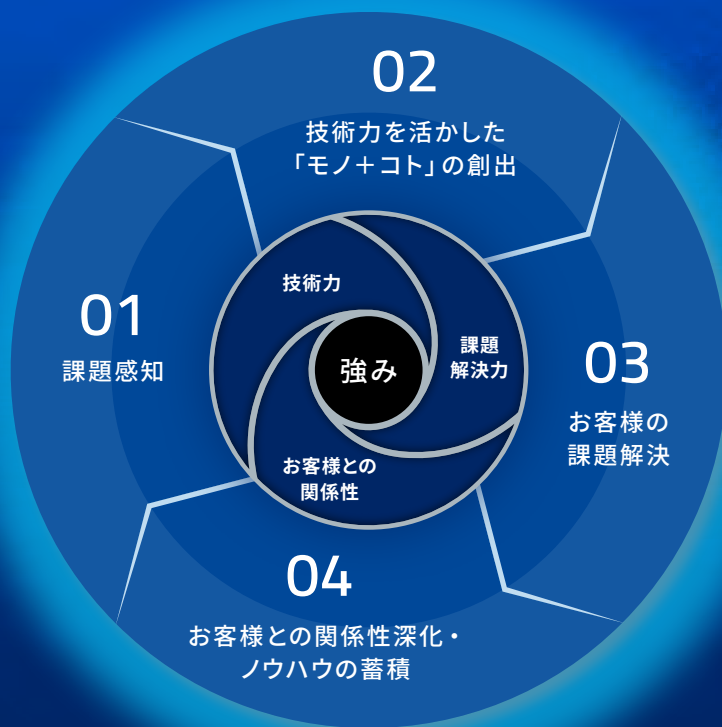 01
課題感知
02
技術力を活かした
「モノ＋コト」の創出
03
お客様の
課題解決
04
お客様との関係性深化・
ノウハウの蓄積
強み
技術力
課題
解決力
お客様との
関係性